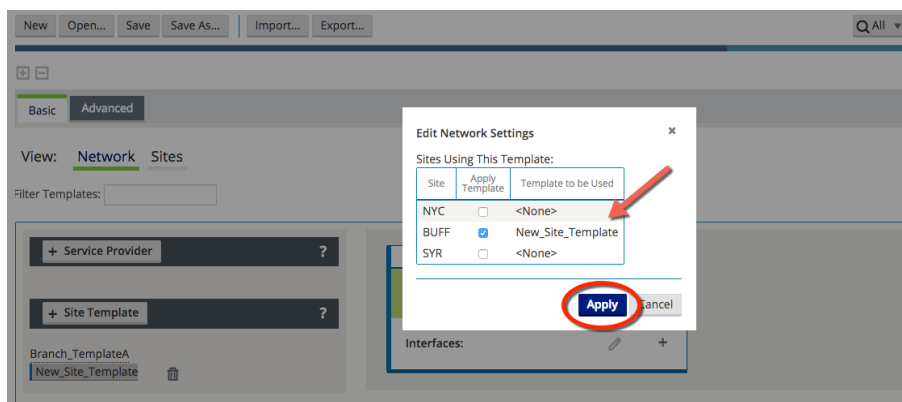 New Open... Save Save As... Import... Export... All
Basic Advanced
View: Network Sites
Filter Templates:
+ Service Provider ?
+ Site Template ?
Branch_TemplateA
New_Site_Template
Edit Network Settings ×
Sites Using This Template:
Site Apply Template Template to be Used
NYC <None>
BUFF New_Site_Template
SYR <None>
Apply Cancel
Interfaces: +